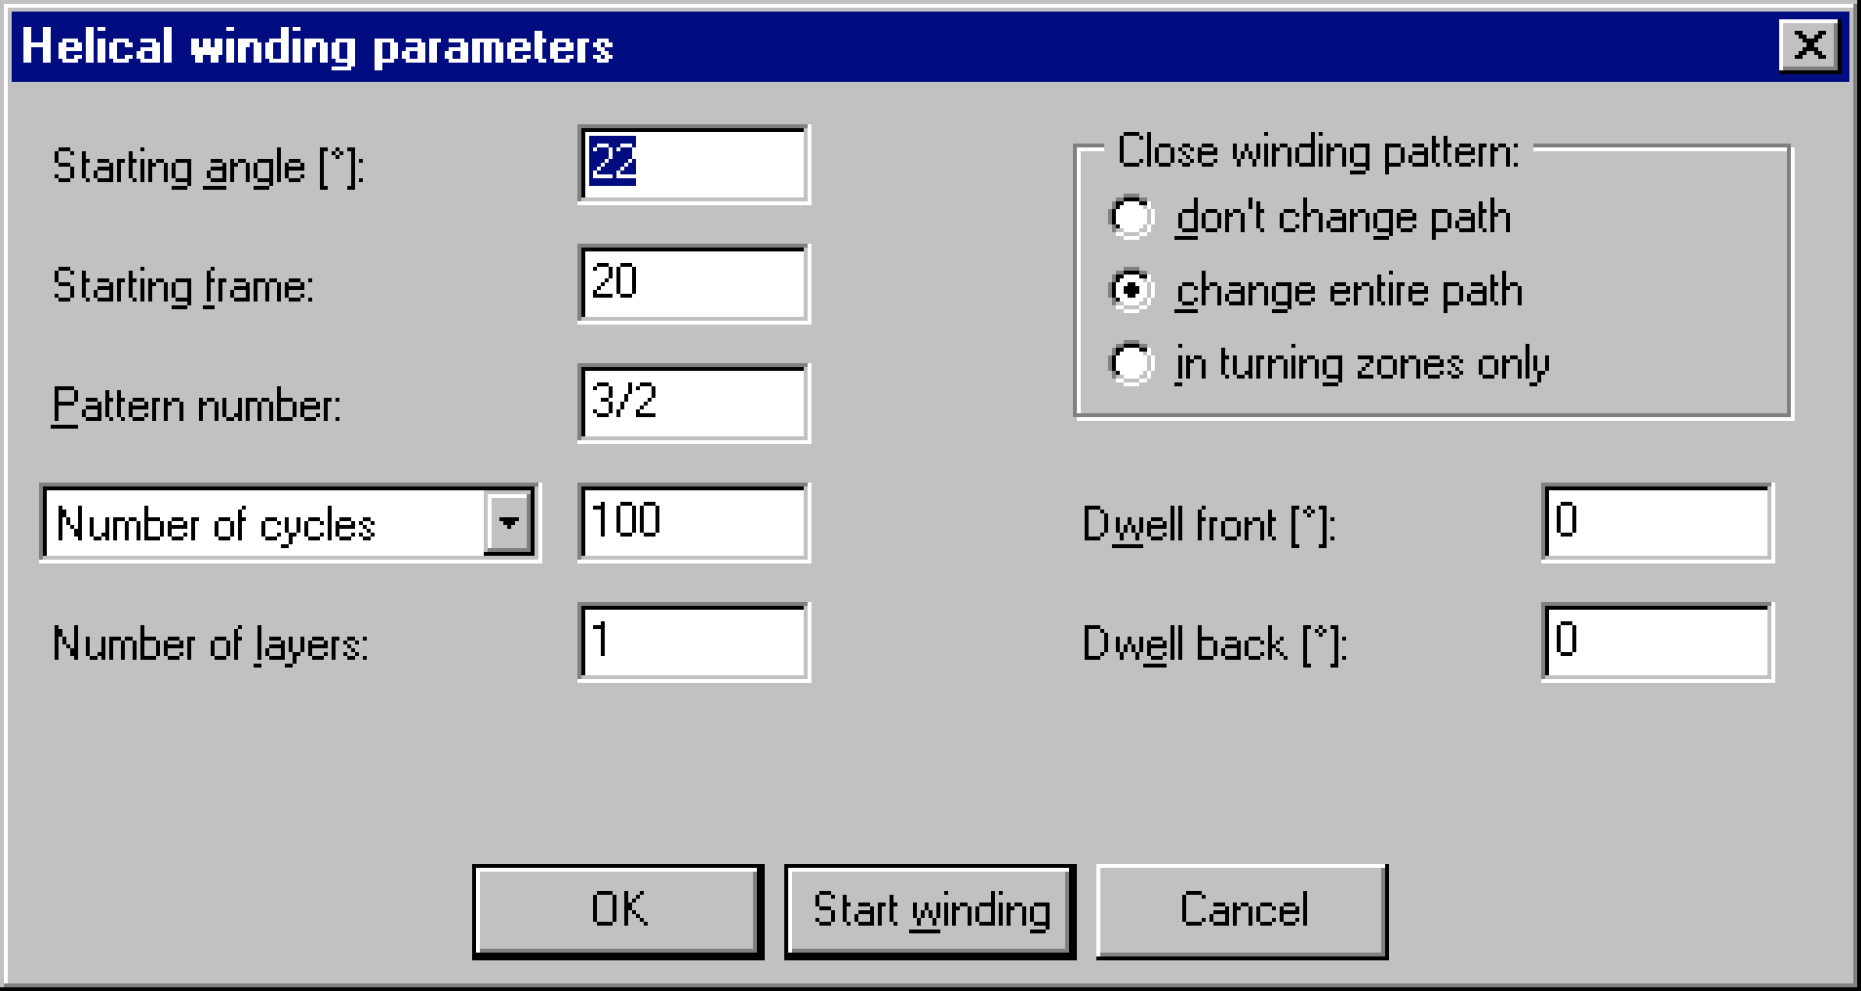 Helical winding parameters
Starting angle [°]:
22
Starting frame:
20
Pattern number:
3/2
Number of cycles
100
Number of layers:
1
Close winding pattern:
don't change path
change entire path
in turning zones only
Dwell front [°]:
0
Dwell back [°]:
0
OK
Start winding
Cancel